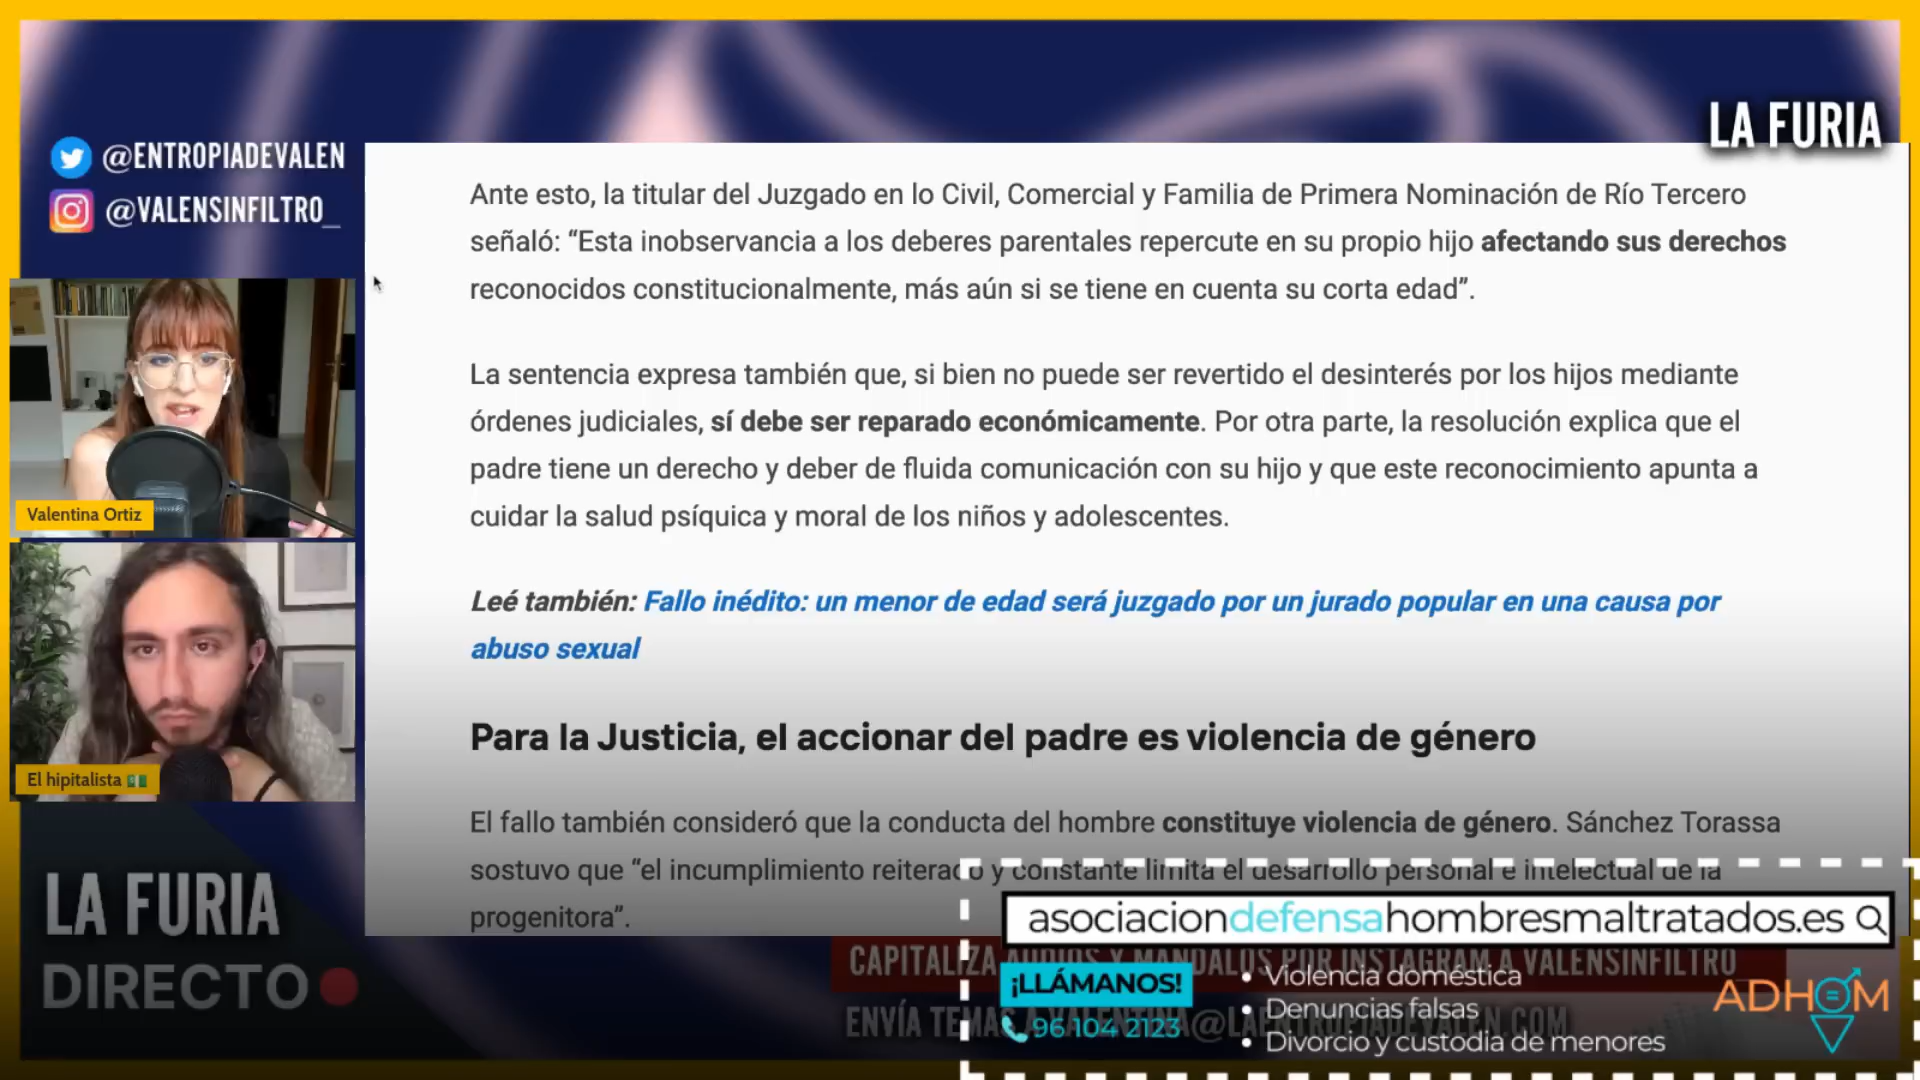 LA FURIA
@ENTROPIADEVALEN
@VALENSINFILTRO_
Ante esto, la titular del Juzgado en lo Civil, Comercial y Familia de Primera Nominación de Río Tercero
señaló: “Esta inobservancia a los deberes parentales repercute en su propio hijo afectando sus derechos
reconocidos constitucionalmente, más aún si se tiene en cuenta su corta edad”.
La sentencia expresa también que, si bien no puede ser revertido el desinterés por los hijos mediante
órdenes judiciales, sí debe ser reparado económicamente. Por otra parte, la resolución explica que el
padre tiene un derecho y deber de fluida comunicación con su hijo y que este reconocimiento apunta a
cuidar la salud psíquica y moral de los niños y adolescentes.
Leé también: Fallo inédito: un menor de edad será juzgado por un jurado popular en una causa por
abuso sexual
Para la Justicia, el accionar del padre es violencia de género
El fallo también consideró que la conducta del hombre constituye violencia de género. Sánchez Torassa
sostuvo que “el incumplimiento reiterado y constante limita el desarrollo personal e intelectual de la
progenitora”.
Valentina Ortiz
El hipitalista
LA FURIA
DIRECTO
asociaciondefensahombresmaltratados.es
CAPITALIZA AUDIOS Y MANDALOS POR INSTAGRAM A VALENSINFILTRO
ENVÍA TEMAS A
¡LLÁMANOS!
96 104 2123
• Violencia doméstica
• Denuncias falsas
• Divorcio y custodia de menores
ADHOM